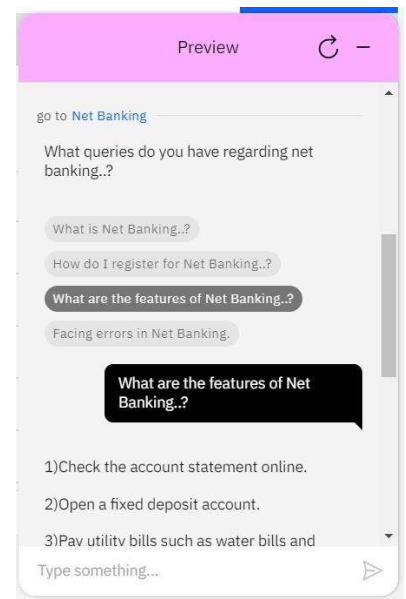 Preview
go to Net Banking
What queries do you have regarding net
banking..?
What is Net Banking..?
How do I register for Net Banking..?
What are the features of Net Banking..?
Facing errors in Net Banking.
What are the features of Net
Banking..?
1)Check the account statement online.
2)Open a fixed deposit account.
3)Pay utility bills such as water bills and
Type something...